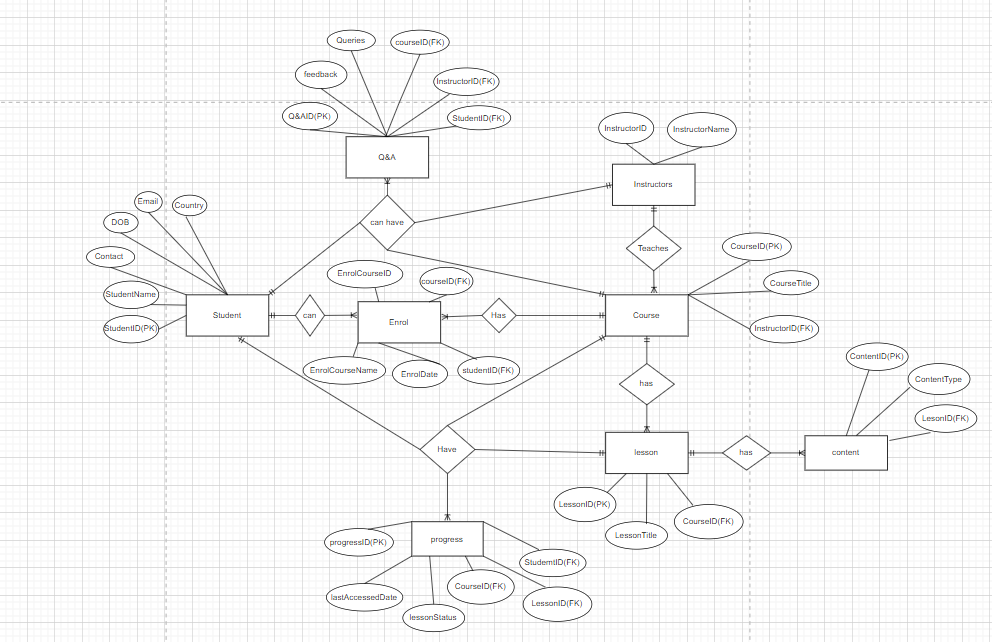 Queries
courseID(FK)
feedback
InstructorID(FK)
Q&AID(PK)
StudentID(FK)
InstructorID
InstructorName
Q&A
Instructors
Email
Country
DOB
can have
Teaches
CourseID(PK)
Contact
EnrolCourseID
courseID(FK)
CourseTitle
StudentName
StudentID(PK)
Student
can
Enrol
Has
Course
InstructorID(FK)
EnrolCourseName
EnrolDate
studentID(FK)
has
ContentID(PK)
ContentType
LesonID(FK)
Have
lesson
has
content
LessonID(PK)
LessonTitle
CourseID(FK)
progressID(PK)
progress
StudemtID(FK)
lastAccessedDate
CourseID(FK)
LessonID(FK)
lessonStatus